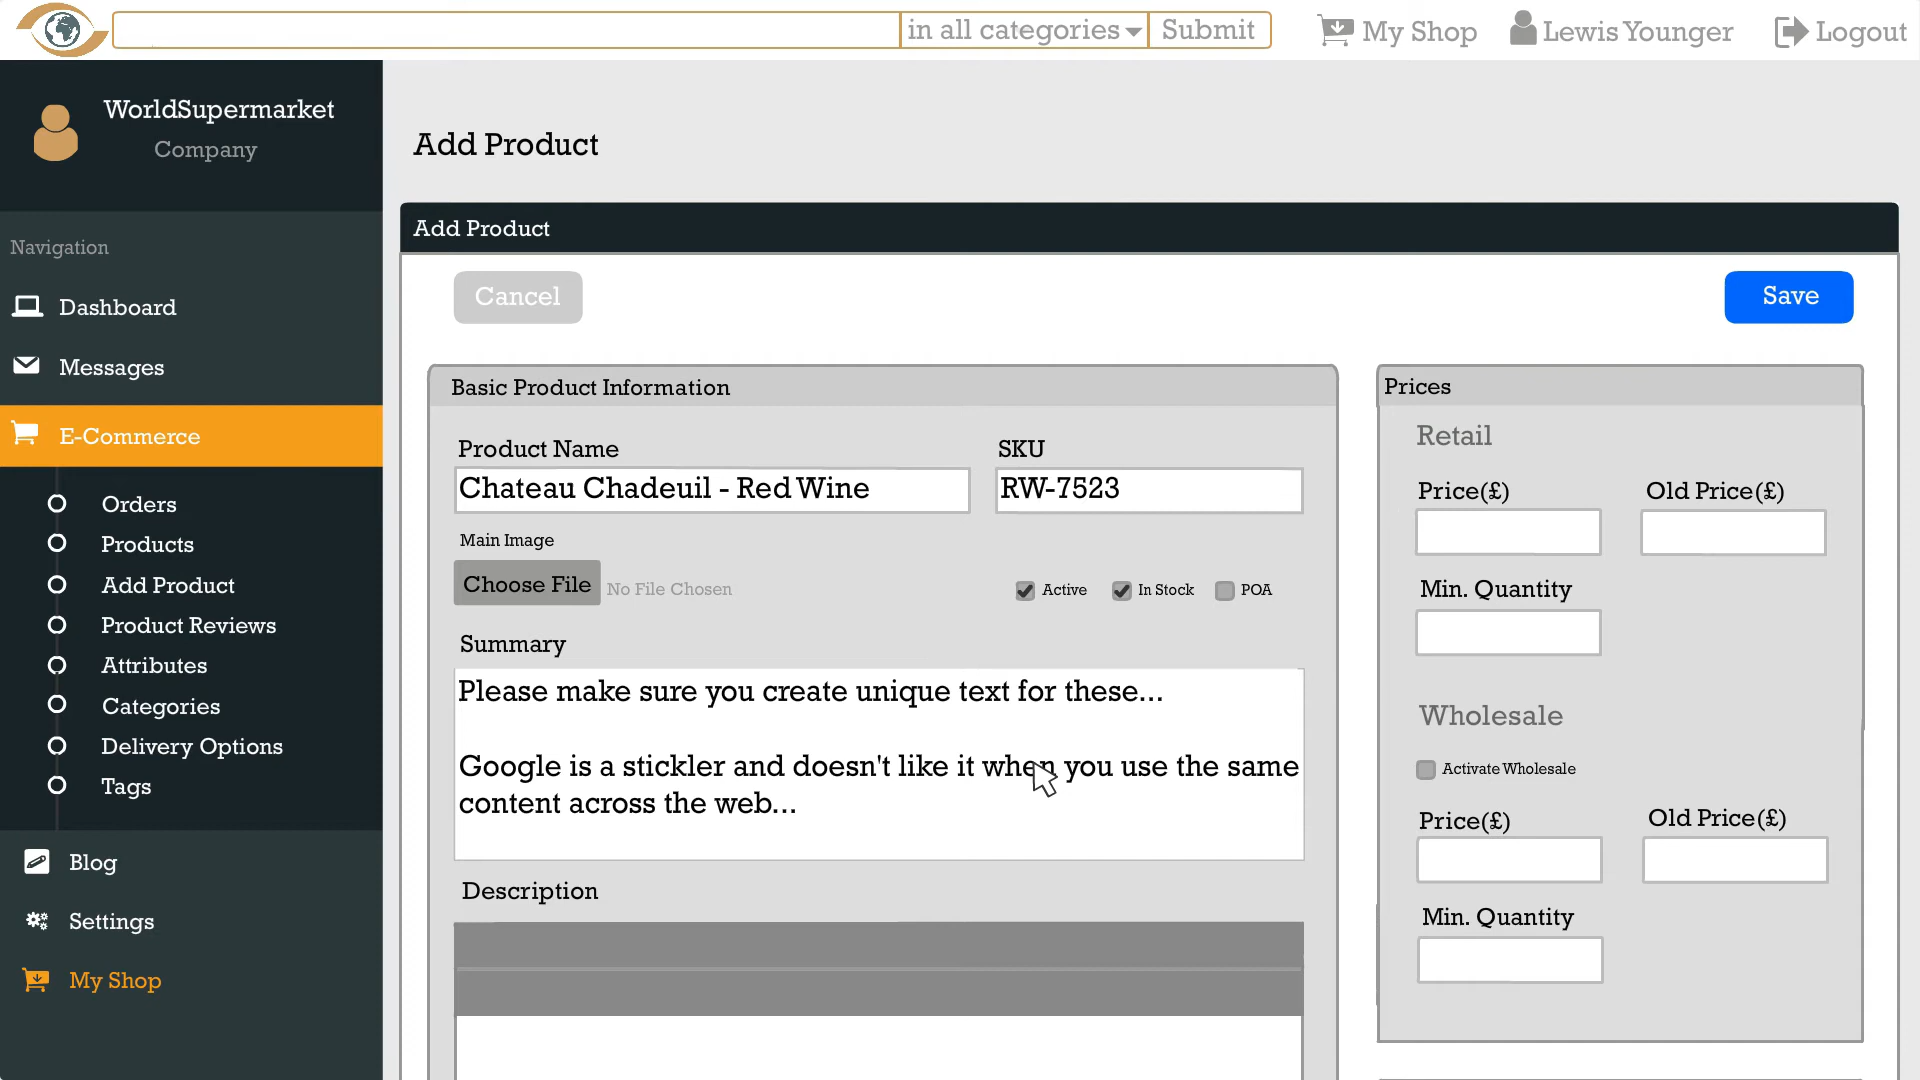 in all categories
Submit
My Shop
Lewis Younger
Logout
WorldSupermarket
Company
Navigation
Dashboard
Messages
E-Commerce
Orders
Products
Add Product
Product Reviews
Attributes
Categories
Delivery Options
Tags
Blog
Settings
My Shop
Add Product
Add Product
Cancel
Save
Basic Product Information
Product Name
SKU
Chateau Chadeuil - Red Wine
RW-7523
Main Image
Choose File
No File Chosen
Active
In Stock
POA
Summary
Please make sure you create unique text for these...
Google is a stickler and doesn't like it when you use the same
content across the web...
Description
Prices
Retail
Price(£)
Old Price(£)
Min. Quantity
Wholesale
Activate Wholesale
Price(£)
Old Price(£)
Min. Quantity